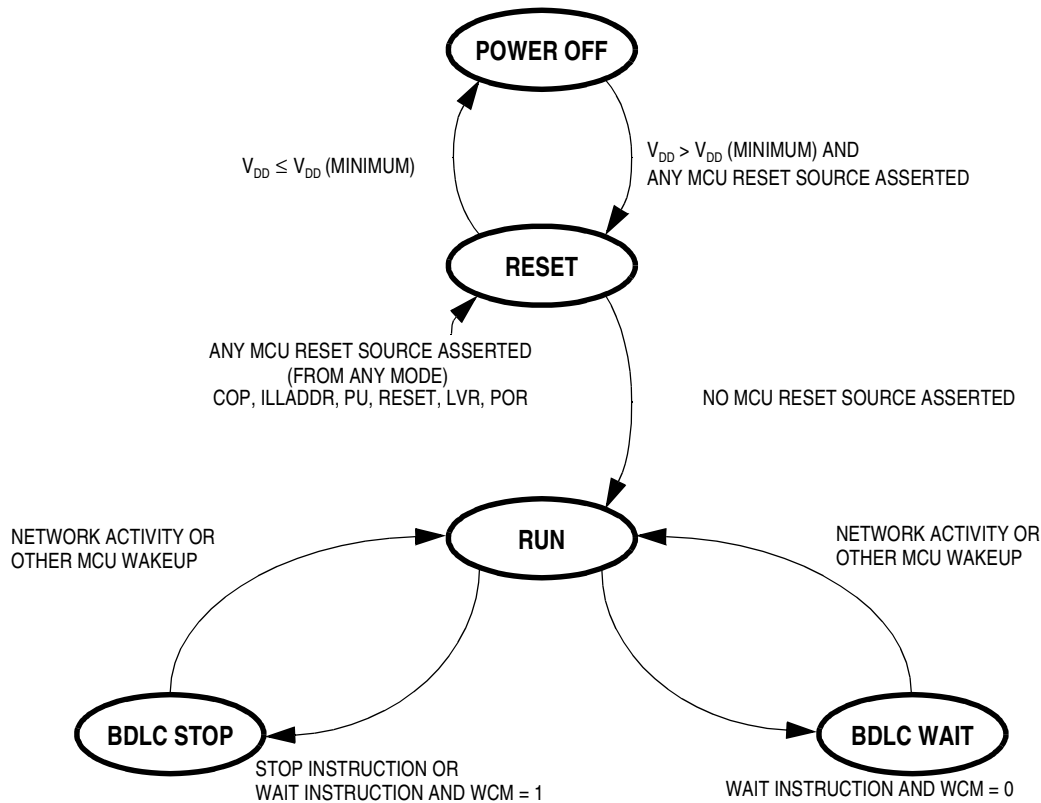 POWER OFF
V_DD ≤ V_DD (MINIMUM)
V_DD > V_DD (MINIMUM) AND
ANY MCU RESET SOURCE ASSERTED
RESET
ANY MCU RESET SOURCE ASSERTED
(FROM ANY MODE)
COP, ILLADDR, PU, RESET, LVR, POR
NO MCU RESET SOURCE ASSERTED
NETWORK ACTIVITY OR
OTHER MCU WAKEUP
RUN
NETWORK ACTIVITY OR
OTHER MCU WAKEUP
BDLC STOP
BDLC WAIT
STOP INSTRUCTION OR
WAIT INSTRUCTION AND WCM = 1
WAIT INSTRUCTION AND WCM = 0